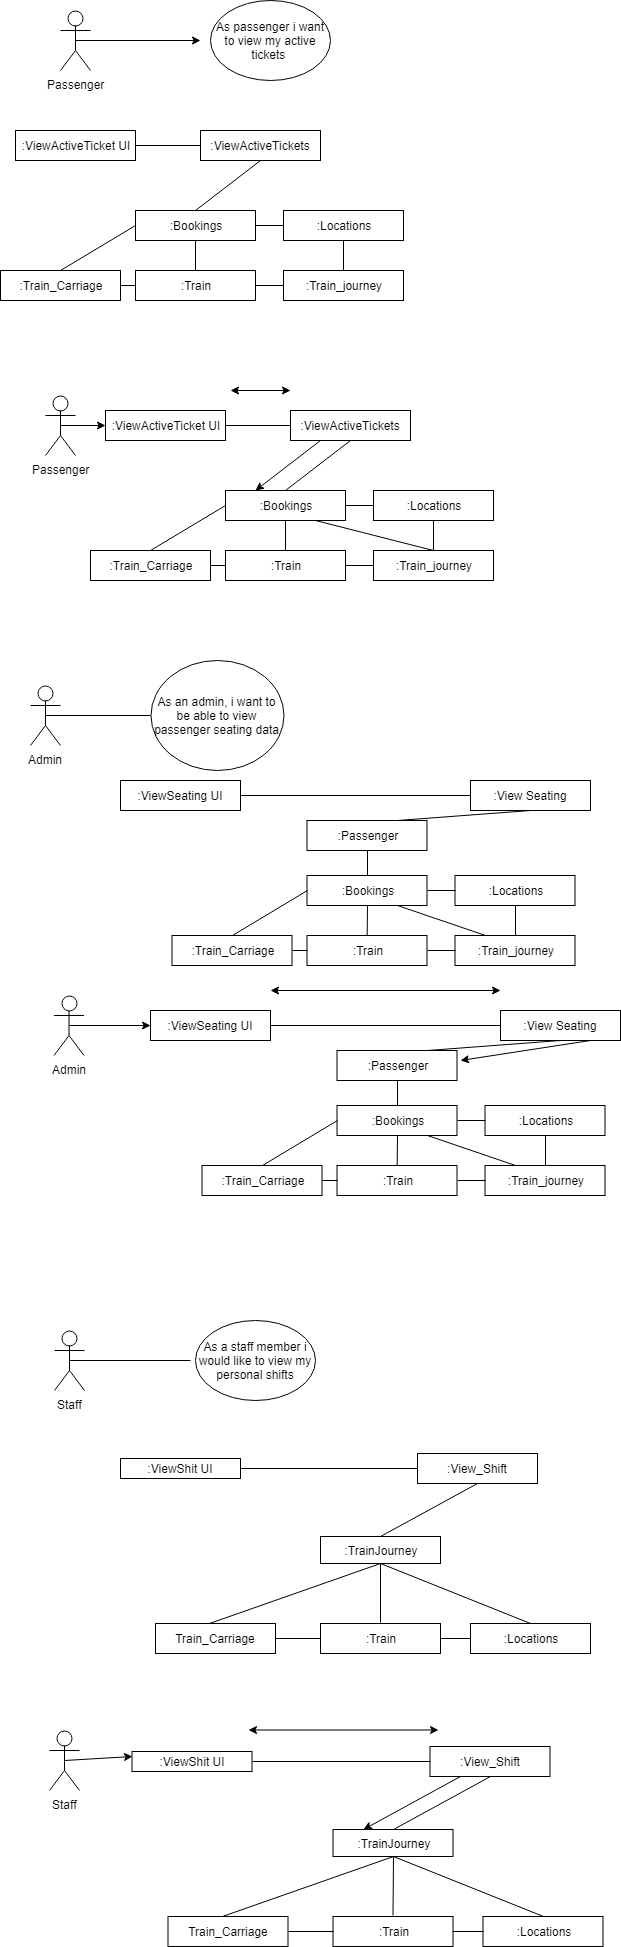 As passenger i want
to view my active
tickets
Passenger
:ViewActiveTicket UI
:ViewActiveTickets
:Bookings
:Locations
:Train_Carriage
:Train
:Train_journey
:ViewActiveTicket UI
:ViewActiveTickets
Passenger
:Bookings
:Locations
:Train_Carriage
:Train
:Train_journey
As an admin, i want to
be able to view
passenger seating data
Admin
:ViewSeating UI
:View Seating
:Passenger
:Bookings
:Locations
:Train_Carriage
:Train
:Train_journey
:ViewSeating UI
:View Seating
Admin
:Passenger
:Bookings
:Locations
:Train_Carriage
:Train
:Train_journey
As a staff member i
would like to view my
personal shifts
Staff
:ViewShit UI
:View_Shift
:TrainJourney
Train_Carriage
:Train
:Locations
:ViewShit UI
:View_Shift
Staff
:TrainJourney
Train_Carriage
:Train
:Locations